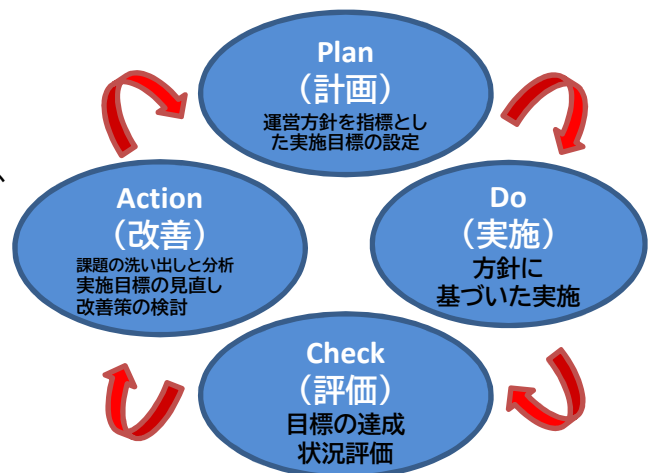 Plan
（計画）
運営方針を指標とし
た実施目標の設定
Do
（実施）
方針に
基づいた実施
Check
（評価）
目標の達成
状況評価
Action
（改善）
課題の洗い出しと分析
実施目標の見直し
改善策の検討
、